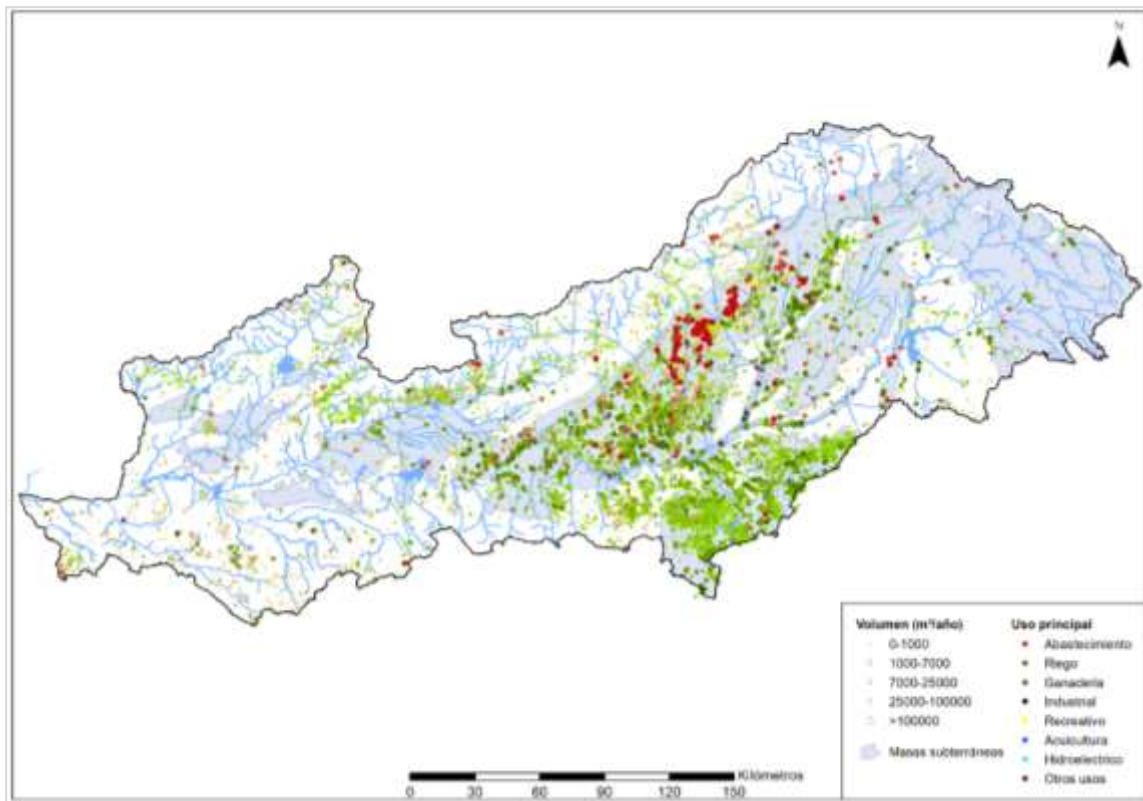 N
Volumen (m³/año)
0-1000
1000-7000
7000-25000
25000-100000
>100000
Masas subterráneas
Uso principal
Abastecimiento
Riego
Ganadería
Industrial
Recreativo
Acuicultura
Hidroelectrico
Otros usos
Kilómetros
0 30 60 90 120 150